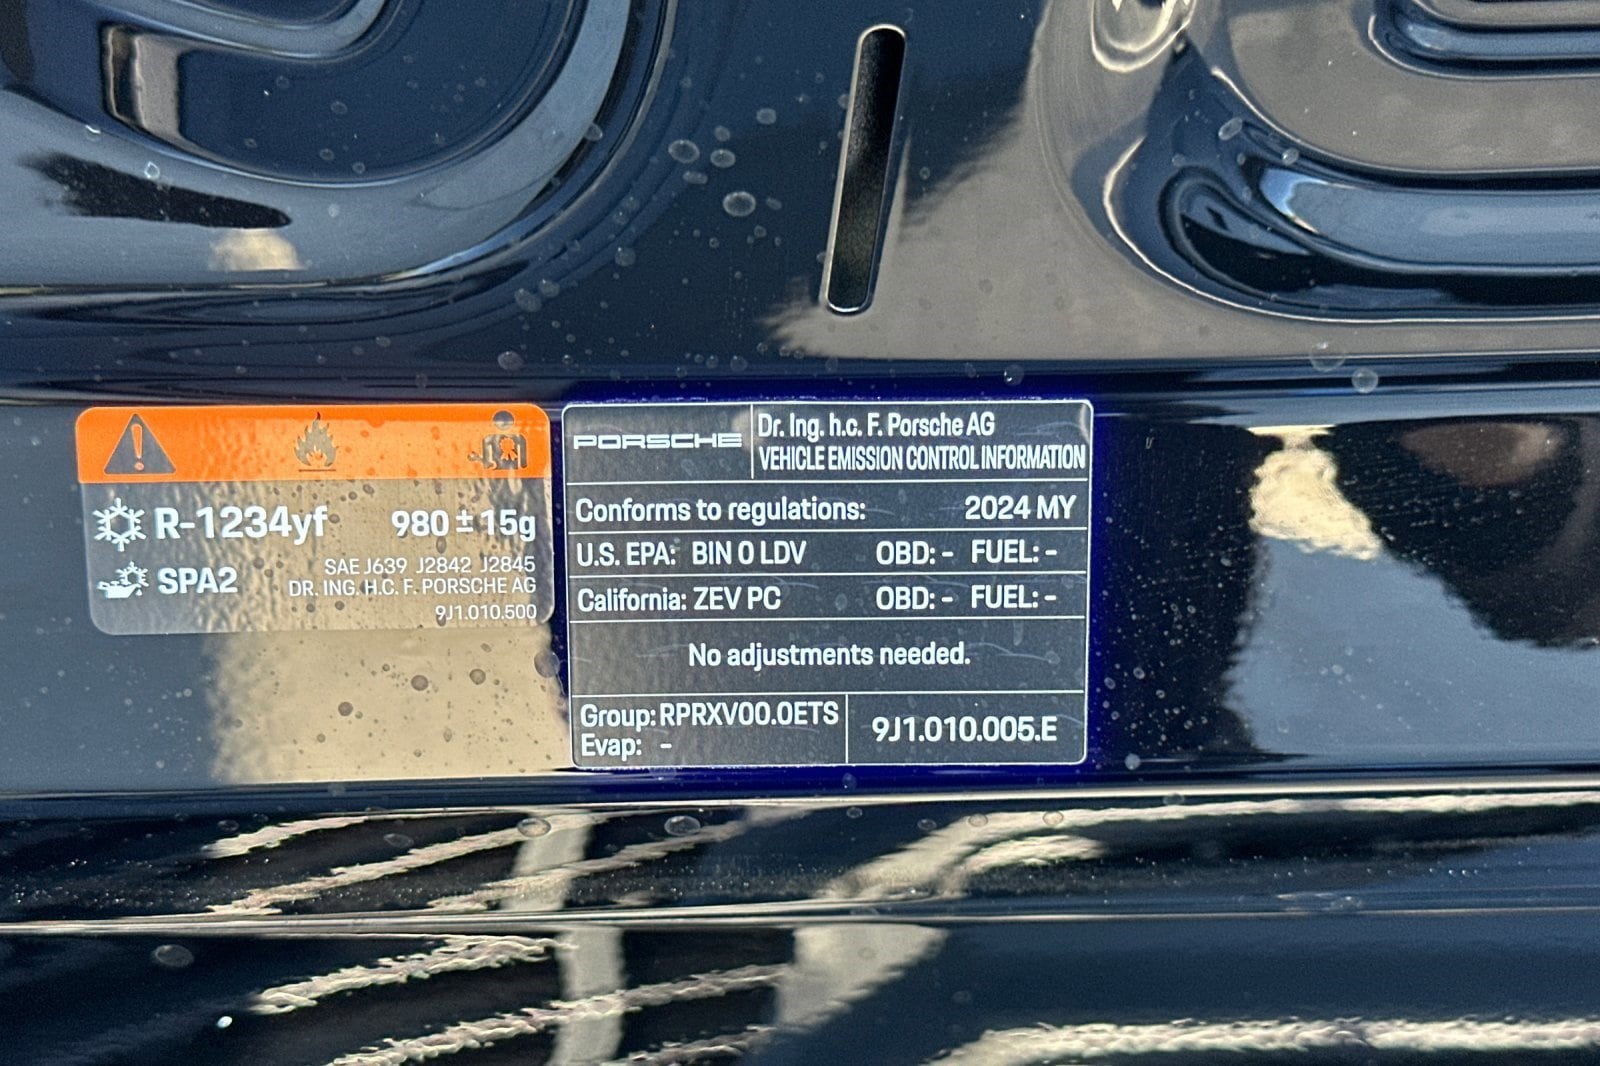 R-1234yf 980 ± 15g
SAE J639 J2842 J2845
SPA2 DR. ING. H.C. F. PORSCHE AG
9J1.010.500
PORSCHE
Dr. Ing. h.c. F. Porsche AG
VEHICLE EMISSION CONTROL INFORMATION
Conforms to regulations: 2024 MY
U.S. EPA: BIN 0 LDV OBD: - FUEL: -
California: ZEV PC OBD: - FUEL: -
No adjustments needed.
Group: RPRXV00.0ETS
Evap: -
9J1.010.005.E